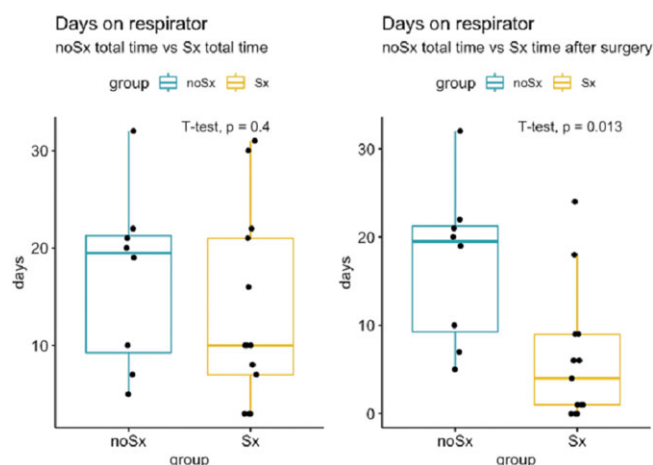 Days on respirator
noSx total time vs Sx total time
group noSx Sx
T-test, p = 0.4
30
20
10
days
noSx Sx
group
Days on respirator
noSx total time vs Sx time after surgery
group noSx Sx
T-test, p = 0.013
30
20
10
0
days
noSx Sx
group